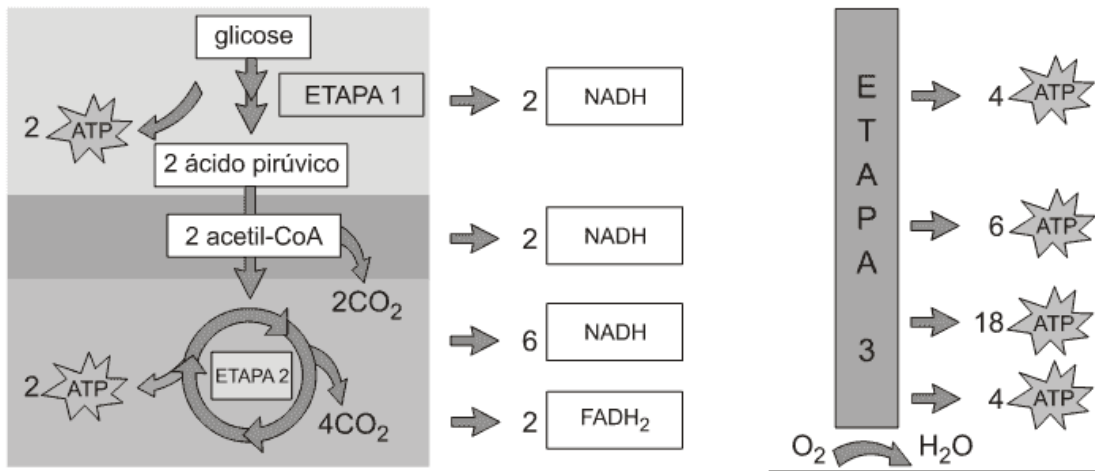 glicose
ETAPA 1
2 ATP
2 NADH
2 ácido pirúvico
2 acetil-CoA
2CO₂
2 NADH
ETAPA 2
2 ATP
4CO₂
6 NADH
2 FADH₂
ETAPA 3
4 ATP
6 ATP
18 ATP
4 ATP
O₂ H₂O